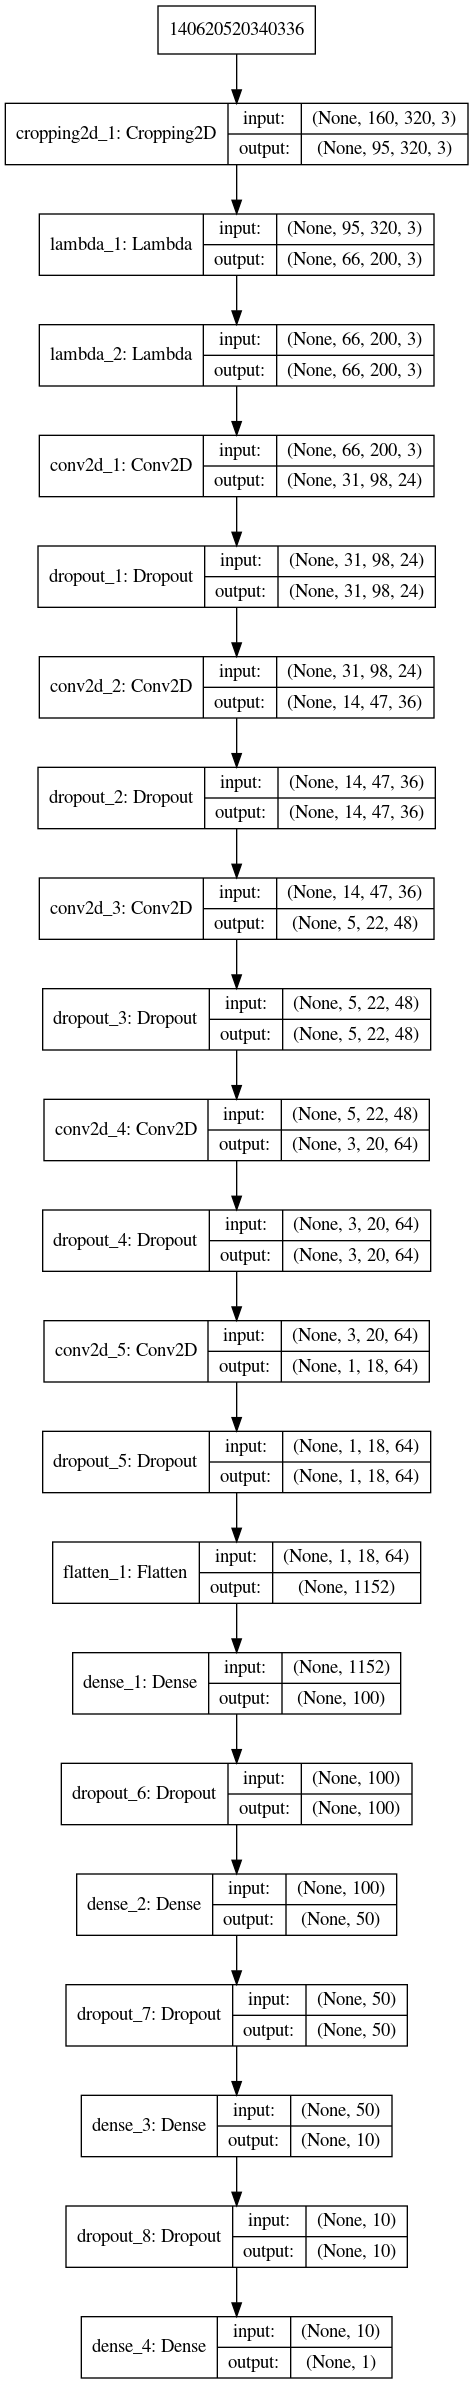 140620520340336
cropping2d_1: Cropping2D
input:
(None, 160, 320, 3)
output:
(None, 95, 320, 3)
lambda_1: Lambda
input:
(None, 95, 320, 3)
output:
(None, 66, 200, 3)
lambda_2: Lambda
input:
(None, 66, 200, 3)
output:
(None, 66, 200, 3)
conv2d_1: Conv2D
input:
(None, 66, 200, 3)
output:
(None, 31, 98, 24)
dropout_1: Dropout
input:
(None, 31, 98, 24)
output:
(None, 31, 98, 24)
conv2d_2: Conv2D
input:
(None, 31, 98, 24)
output:
(None, 14, 47, 36)
dropout_2: Dropout
input:
(None, 14, 47, 36)
output:
(None, 14, 47, 36)
conv2d_3: Conv2D
input:
(None, 14, 47, 36)
output:
(None, 5, 22, 48)
dropout_3: Dropout
input:
(None, 5, 22, 48)
output:
(None, 5, 22, 48)
conv2d_4: Conv2D
input:
(None, 5, 22, 48)
output:
(None, 3, 20, 64)
dropout_4: Dropout
input:
(None, 3, 20, 64)
output:
(None, 3, 20, 64)
conv2d_5: Conv2D
input:
(None, 3, 20, 64)
output:
(None, 1, 18, 64)
dropout_5: Dropout
input:
(None, 1, 18, 64)
output:
(None, 1, 18, 64)
flatten_1: Flatten
input:
(None, 1, 18, 64)
output:
(None, 1152)
dense_1: Dense
input:
(None, 1152)
output:
(None, 100)
dropout_6: Dropout
input:
(None, 100)
output:
(None, 100)
dense_2: Dense
input:
(None, 100)
output:
(None, 50)
dropout_7: Dropout
input:
(None, 50)
output:
(None, 50)
dense_3: Dense
input:
(None, 50)
output:
(None, 10)
dropout_8: Dropout
input:
(None, 10)
output:
(None, 10)
dense_4: Dense
input:
(None, 10)
output:
(None, 1)